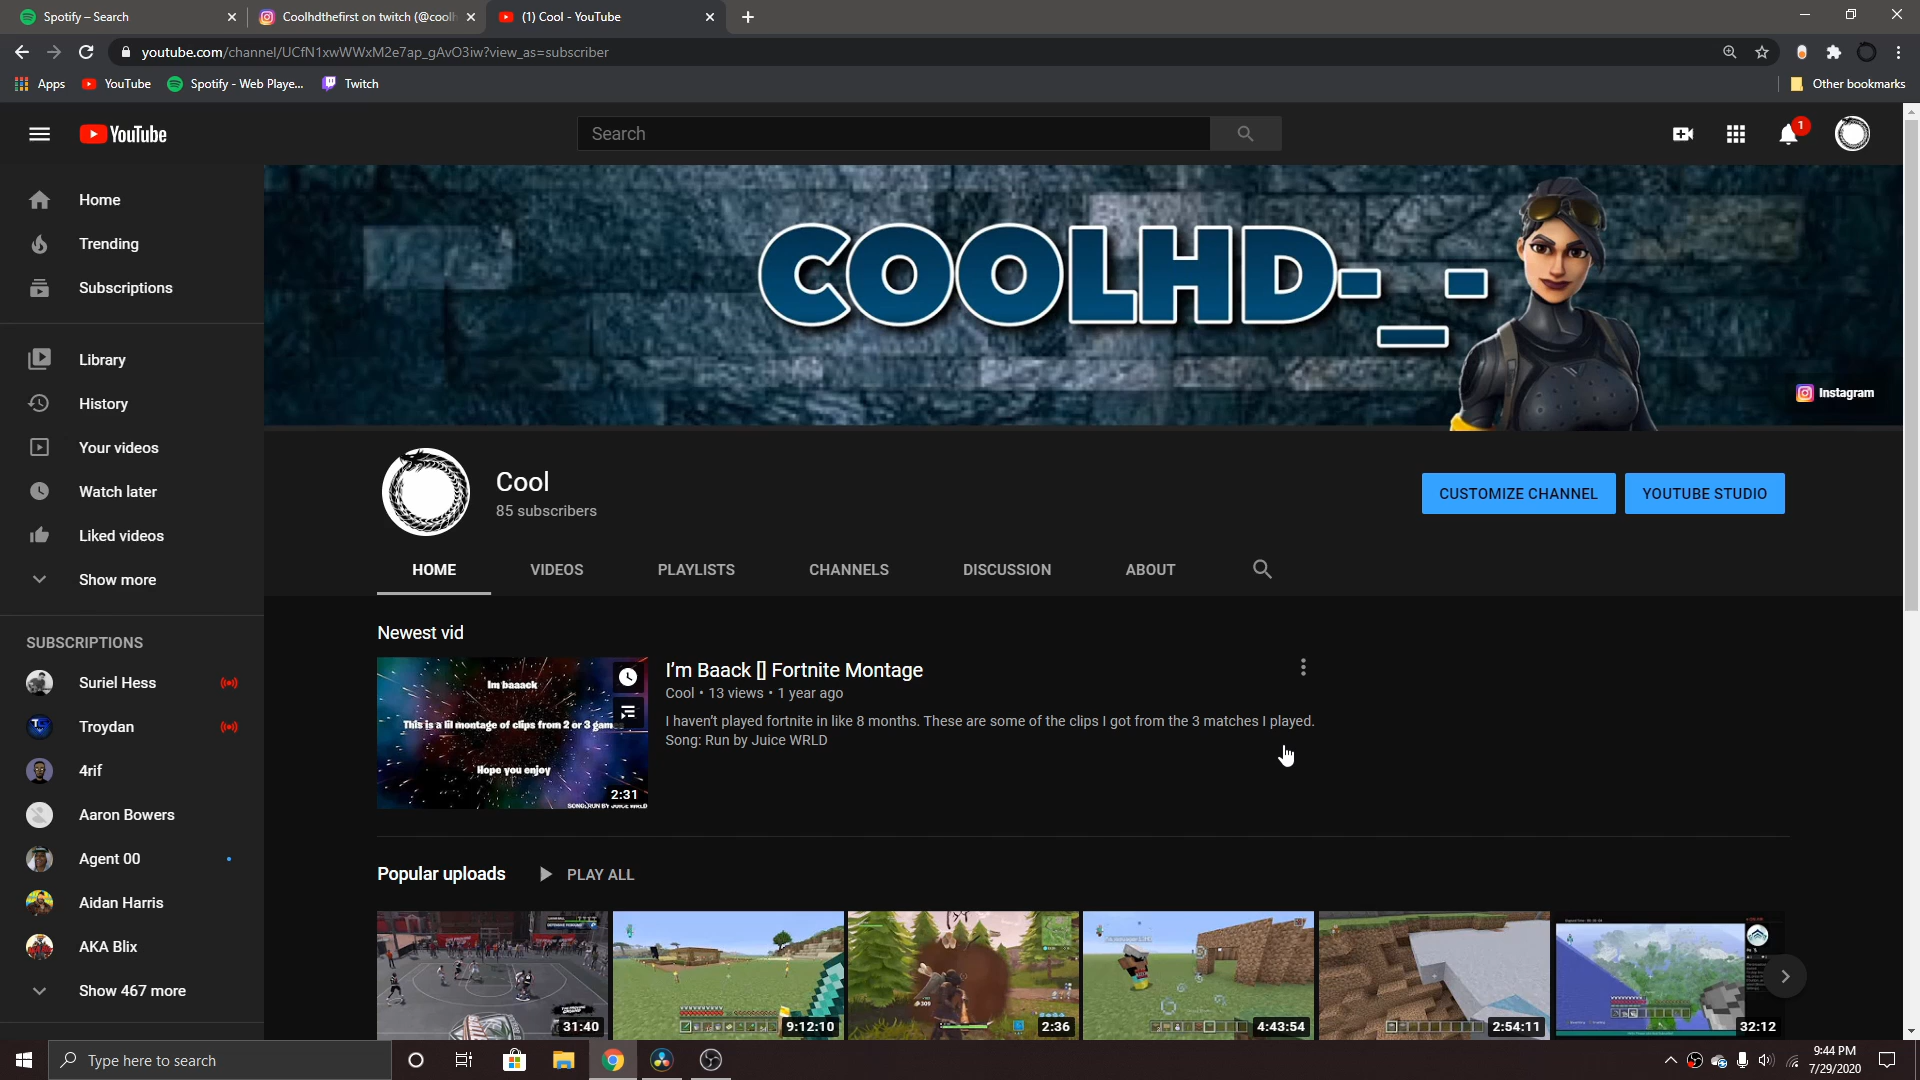 Spotify – Search
Coolhdthefirst on twitch (@coolh
(1) Cool - YouTube
youtube.com/channel/UCfN1xwWWxM2e7ap_gAvO3iw?view_as=subscriber
Apps
YouTube
Spotify - Web Playe...
Twitch
Other bookmarks
YouTube
Search
1
Home
Trending
Subscriptions
Library
History
Your videos
Watch later
Liked videos
Show more
SUBSCRIPTIONS
Suriel Hess
Troydan
4rif
Aaron Bowers
Agent 00
Aidan Harris
AKA Blix
Show 467 more
COOLHD-_-
Instagram
Cool
85 subscribers
CUSTOMIZE CHANNEL
YOUTUBE STUDIO
HOME
VIDEOS
PLAYLISTS
CHANNELS
DISCUSSION
ABOUT
Newest vid
Im baaack
This is a lil montage of clips from 2 or 3 gam
Hope you enjoy
2:31
SONG:RUN BY JUICE WRLD
I'm Baack [] Fortnite Montage
Cool • 13 views • 1 year ago
I haven't played fortnite in like 8 months. These are some of the clips I got from the 3 matches I played.
Song: Run by Juice WRLD
Popular uploads
PLAY ALL
31:40
9:12:10
2:36
4:43:54
2:54:11
32:12
Type here to search
9:44 PM
7/29/2020